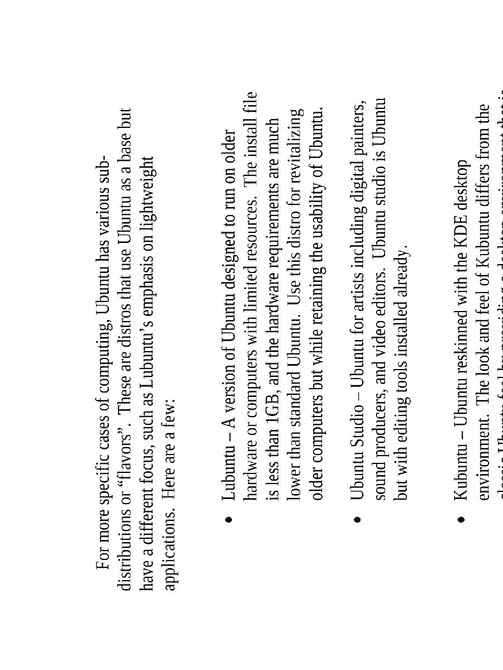 For more specific cases of computing, Ubuntu has various sub-
distributions or “flavors”.  These are distros that use Ubuntu as a base but
have a different focus, such as Lubuntu’s emphasis on lightweight
applications.  Here are a few:
• Lubuntu – A version of Ubuntu designed to run on older
hardware or computers with limited resources.  The install file
is less than 1GB, and the hardware requirements are much
lower than standard Ubuntu.  Use this distro for revitalizing
older computers but while retaining the usability of Ubuntu.
• Ubuntu Studio – Ubuntu for artists including digital painters,
sound producers, and video editors.  Ubuntu studio is Ubuntu
but with editing tools installed already.
• Kubuntu – Ubuntu reskinned with the KDE desktop
environment.  The look and feel of Kubuntu differs from the